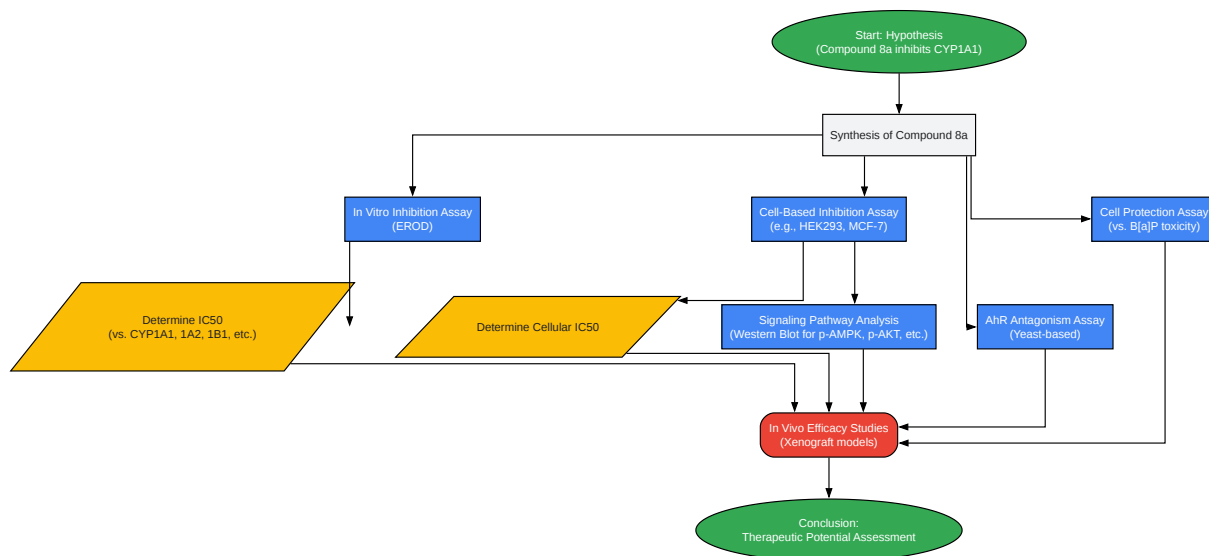 Start: Hypothesis
(Compound 8a inhibits CYP1A1)
Synthesis of Compound 8a
In Vitro Inhibition Assay
(EROD)
Cell-Based Inhibition Assay
(e.g., HEK293, MCF-7)
Cell Protection Assay
(vs. B[a]P toxicity)
Determine IC50
(vs. CYP1A1, 1A2, 1B1, etc.)
Determine Cellular IC50
Signaling Pathway Analysis
(Western Blot for p-AMPK, p-AKT, etc.)
AhR Antagonism Assay
(Yeast-based)
In Vivo Efficacy Studies
(Xenograft models)
Conclusion:
Therapeutic Potential Assessment